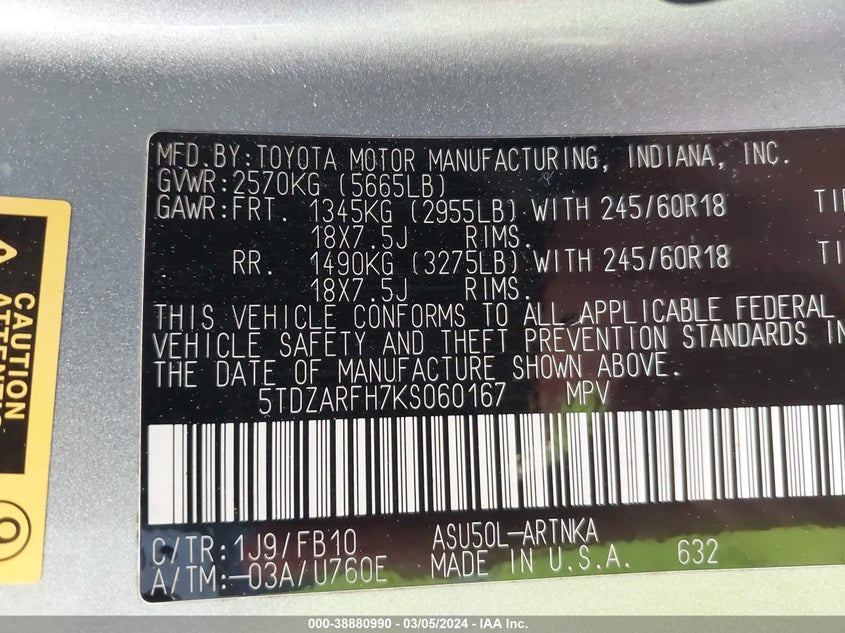 MFD.BY:TOYOTA MOTOR MANUFACTURING, INDIANA, INC.
GVWR:2570KG (5665LB)
GAWR:FRT. 1345KG (2955LB) WITH 245/60R18
18X7.5J RIMS.
RR. 1490KG (3275LB) WITH 245/60R18
18X7.5J RIMS.
THIS VEHICLE CONFORMS TO ALL APPLICABLE FEDERAL
VEHICLE SAFETY AND THEFT PREVENTION STANDARDS IN
THE DATE OF MANUFACTURE SHOWN ABOVE.
5TDZARFH7KS060167 MPV
C/TR:1J9/FB10 ASU50L-ARTNKA
A/TM:-03A/U760E MADE IN U.S.A. 632
CAUTION
000-38880990 - 03/05/2024 - IAA Inc.